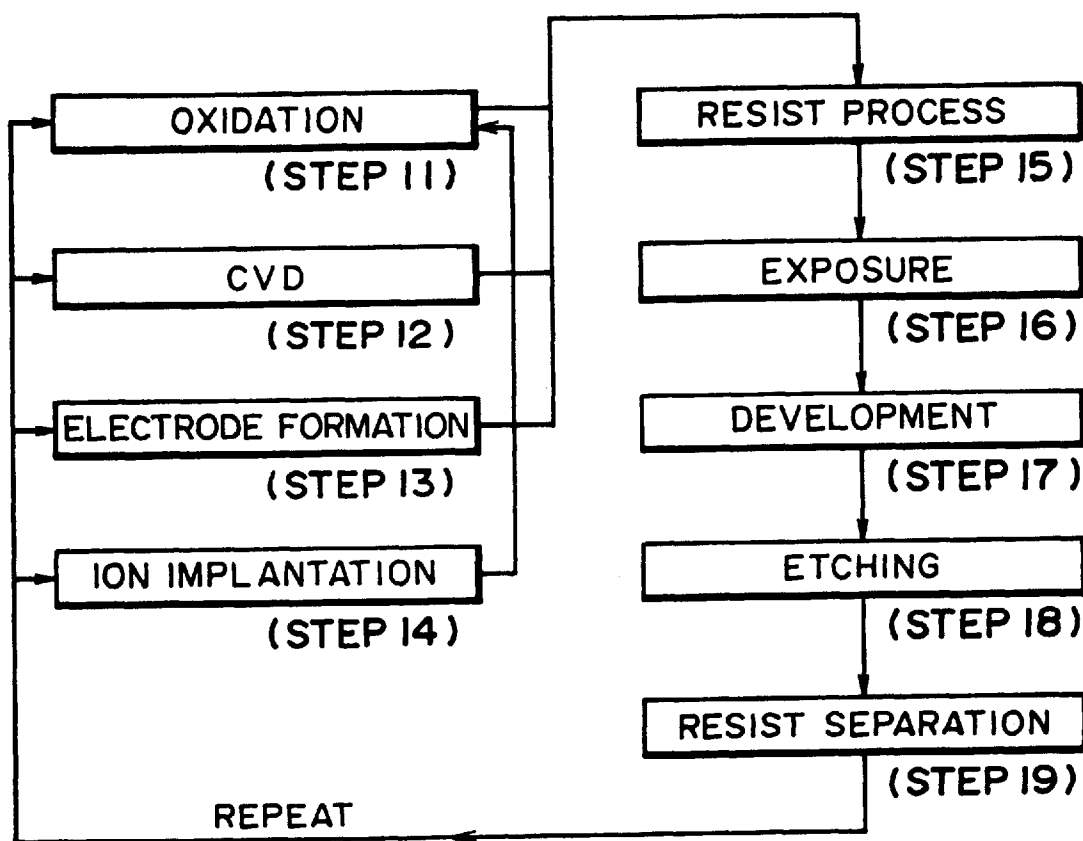 OXIDATION
(STEP 11)
CVD
(STEP 12)
ELECTRODE FORMATION
(STEP 13)
ION IMPLANTATION
(STEP 14)
RESIST PROCESS
(STEP 15)
EXPOSURE
(STEP 16)
DEVELOPMENT
(STEP 17)
ETCHING
(STEP 18)
RESIST SEPARATION
(STEP 19)
REPEAT